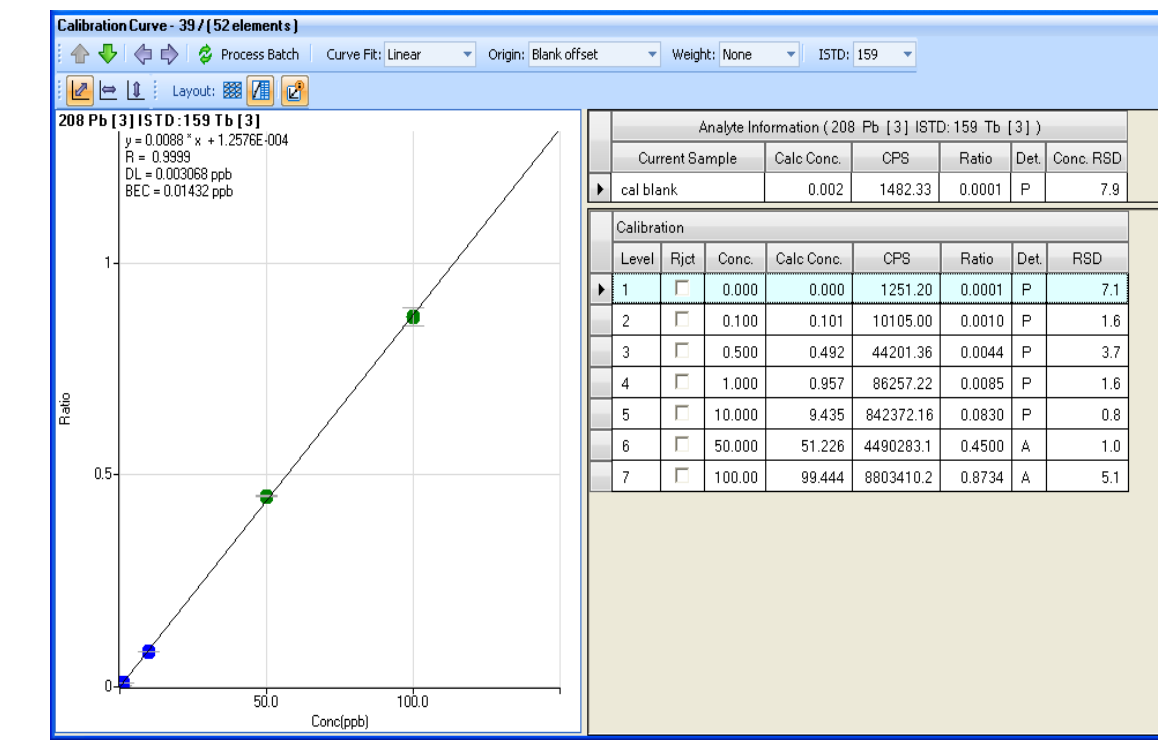 Calibration Curve - 39 / ( 52 elements )
Process Batch Curve Fit: Linear Origin: Blank offset Weight: None ISTD: 159
Layout:
208 Pb [ 3 ] ISTD : 159 Tb [ 3 ]
y = 0.0088 * x + 1.2576E-004
R = 0.9999
DL = 0.003068 ppb
BEC = 0.01432 ppb
1
0.5
0
Ratio
50.0 100.0
Conc(ppb)
Analyte Information ( 208 Pb [ 3 ] ISTD: 159 Tb [ 3 ] )
Current Sample Calc Conc. CPS Ratio Det. Conc. RSD
cal blank 0.002 1482.33 0.0001 P 7.9
Calibration
Level Rjct Conc. Calc Conc. CPS Ratio Det. RSD
1 0.000 0.000 1251.20 0.0001 P 7.1
2 0.100 0.101 10105.00 0.0010 P 1.6
3 0.500 0.492 44201.36 0.0044 P 3.7
4 1.000 0.957 86257.22 0.0085 P 1.6
5 10.000 9.435 842372.16 0.0830 P 0.8
6 50.000 51.226 4490283.1 0.4500 A 1.0
7 100.00 99.444 8803410.2 0.8734 A 5.1